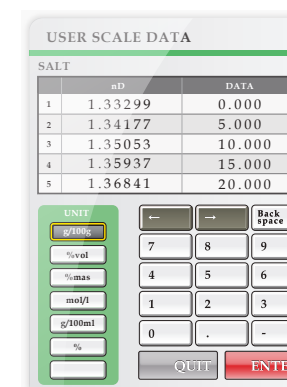 USER SCALE DATA
SALT
nD DATA
1 1.33299 0.000
2 1.34177 5.000
3 1.35053 10.000
4 1.35937 15.000
5 1.36841 20.000
UNIT
g/100g
%vol
%mas
mol/l
g/100ml
%
← → Back space
7 8 9
4 5 6
1 2 3
0 . -
QUIT ENTE